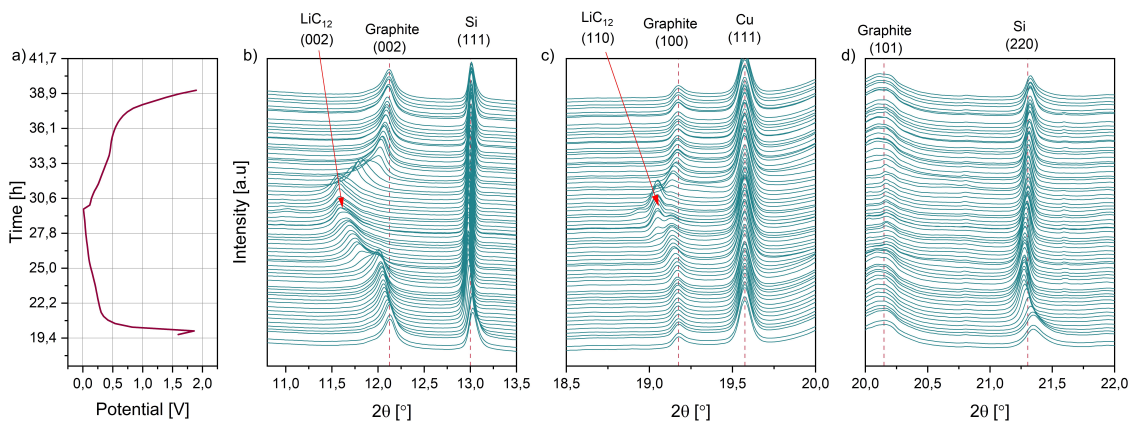 a)
41,7
38,9
36,1
33,3
30,6
27,8
25,0
22,2
19,4
Time [h]
0,0 0,5 1,0 1,5 2,0
Potential [V]
b)
LiC12
(002)
Graphite
(002)
Si
(111)
Intensity [a.u]
11,0 11,5 12,0 12,5 13,0 13,5
2θ [°]
c)
LiC12
(110)
Graphite
(100)
Cu
(111)
18,5 19,0 19,5 20,0
2θ [°]
d)
Graphite
(101)
Si
(220)
20,0 20,5 21,0 21,5 22,0
2θ [°]